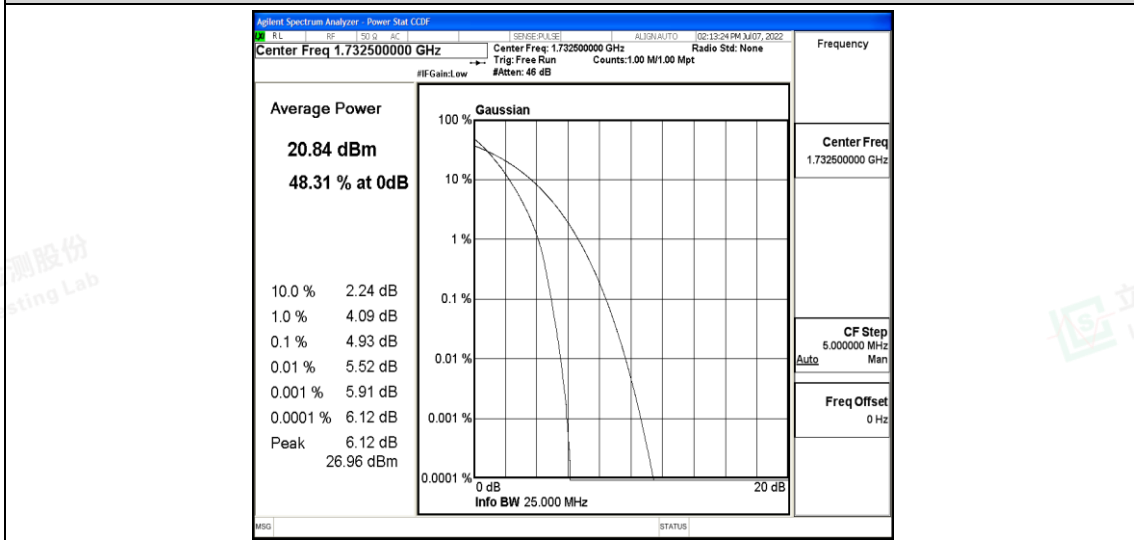 Agilent Spectrum Analyzer - Power Stat CCDF
LXI RL RF 50 Ω AC SENSE:PULSE ALIGN AUTO 02:13:24 PM Jul 07, 2022
Center Freq 1.732500000 GHz
Center Freq: 1.732500000 GHz Radio Std: None
Trig: Free Run Counts:1.00 M/1.00 Mpt
#IFGain:Low #Atten: 46 dB
Frequency
Center Freq
1.732500000 GHz
CF Step
5.000000 MHz
Auto Man
Freq Offset
0 Hz
Average Power
20.84 dBm
48.31 % at 0dB
10.0 % 2.24 dB
1.0 % 4.09 dB
0.1 % 4.93 dB
0.01 % 5.52 dB
0.001 % 5.91 dB
0.0001 % 6.12 dB
Peak 6.12 dB
26.96 dBm
Gaussian
100 %
10 %
1 %
0.1 %
0.01 %
0.001 %
0.0001 %
0 dB 20 dB
Info BW 25.000 MHz
MSG STATUS
测股份
sting Lab
立